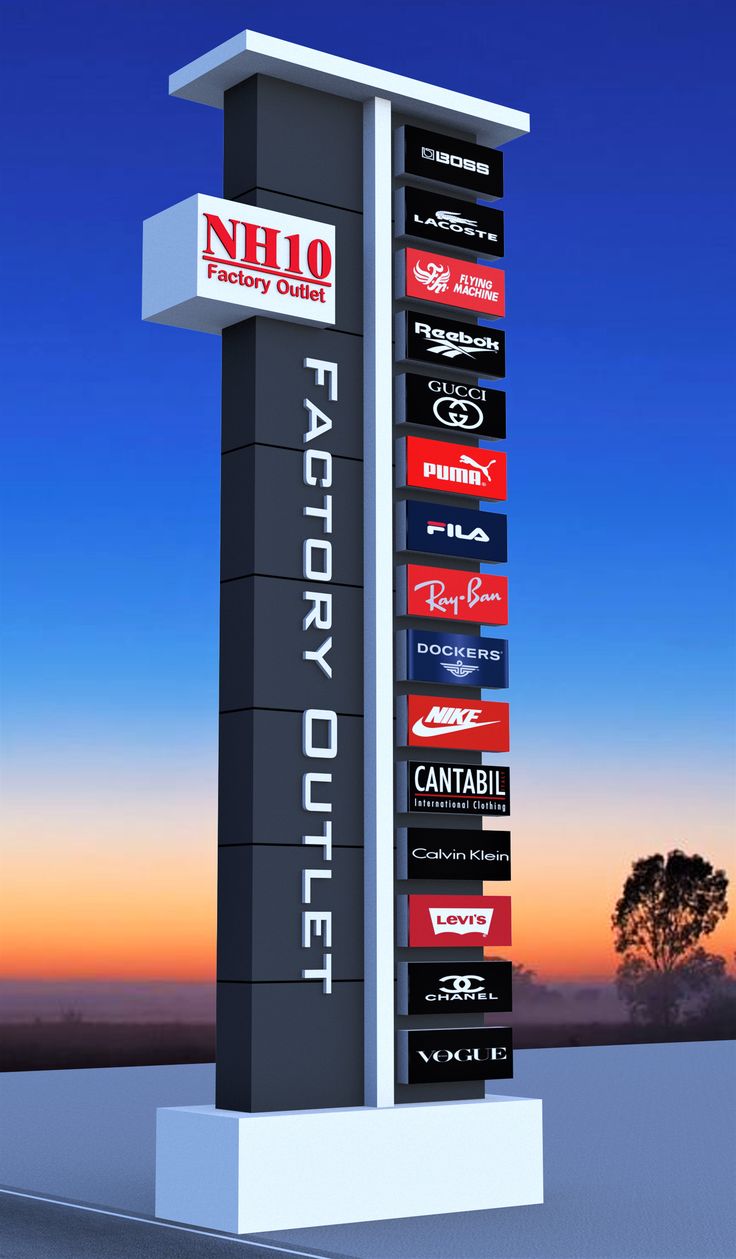 NH10
Factory Outlet
FACTORY OUTLET
BOSS
LACOSTE
FLYING
MACHINE
Reebok
GUCCI
PUMA
FILA
Ray-Ban
DOCKERS
NIKE
CANTABIL
International Clothing
Calvin Klein
LEVI'S
CHANEL
VOGUE